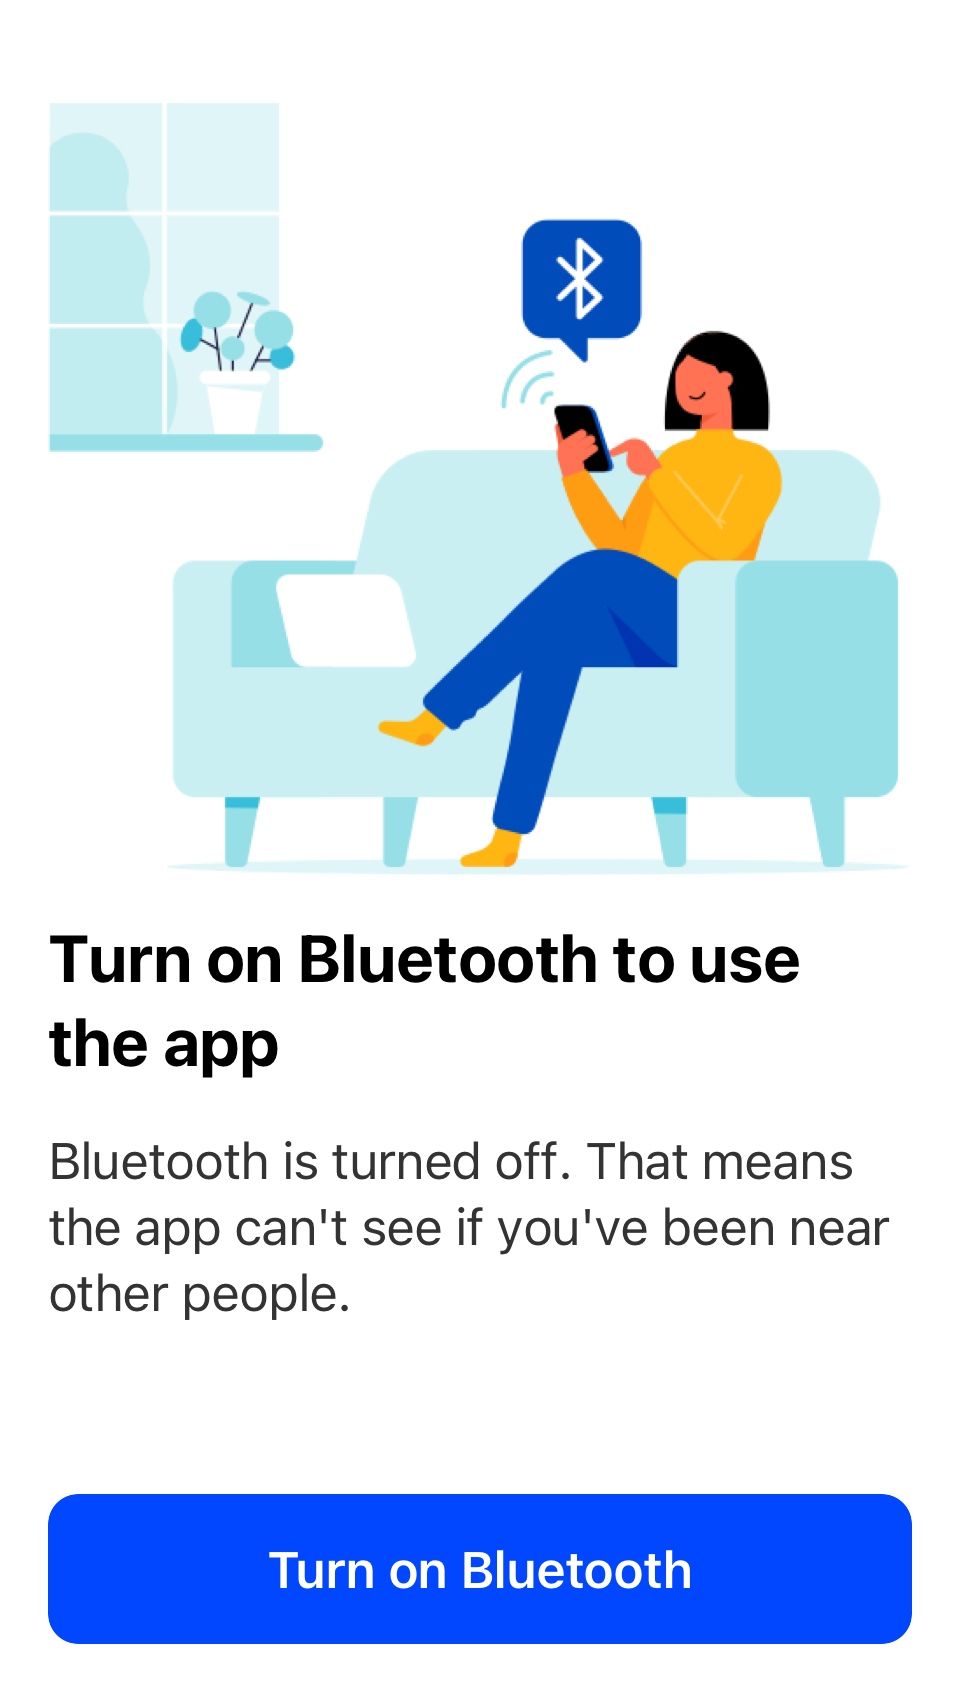 Turn on Bluetooth to use
the app
Bluetooth is turned off. That means
the app can't see if you've been near
other people.
Turn on Bluetooth